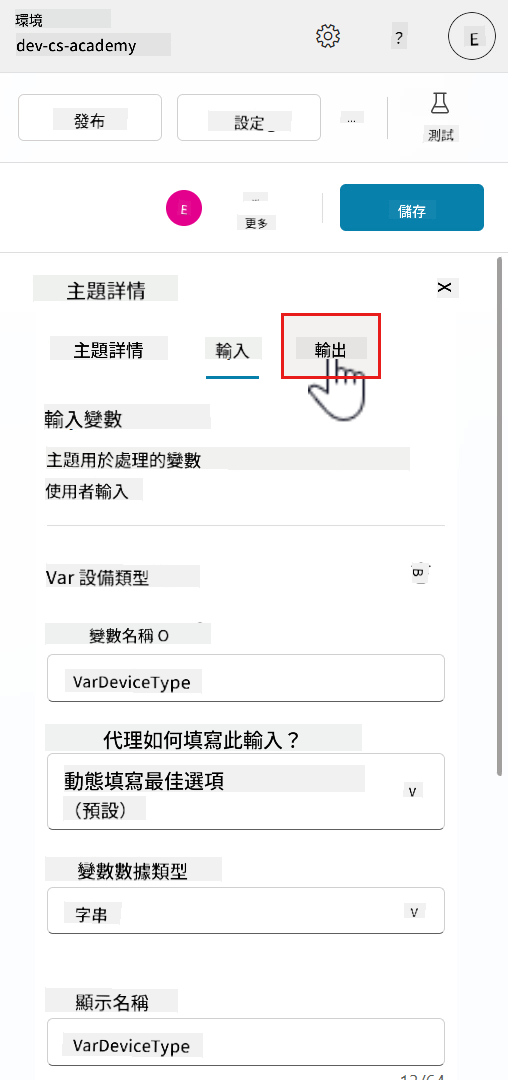 環境
dev-cs-academy
?
E
發布
設定
...
測試
E
更多
儲存
主題詳情
主題詳情
輸入
輸出
輸入變數
主題用於處理的變數
使用者輸入
Var 設備類型
變數名稱 O
VarDeviceType
代理如何填寫此輸入？
動態填寫最佳選項
（預設）
變數數據類型
字串
顯示名稱
VarDeviceType